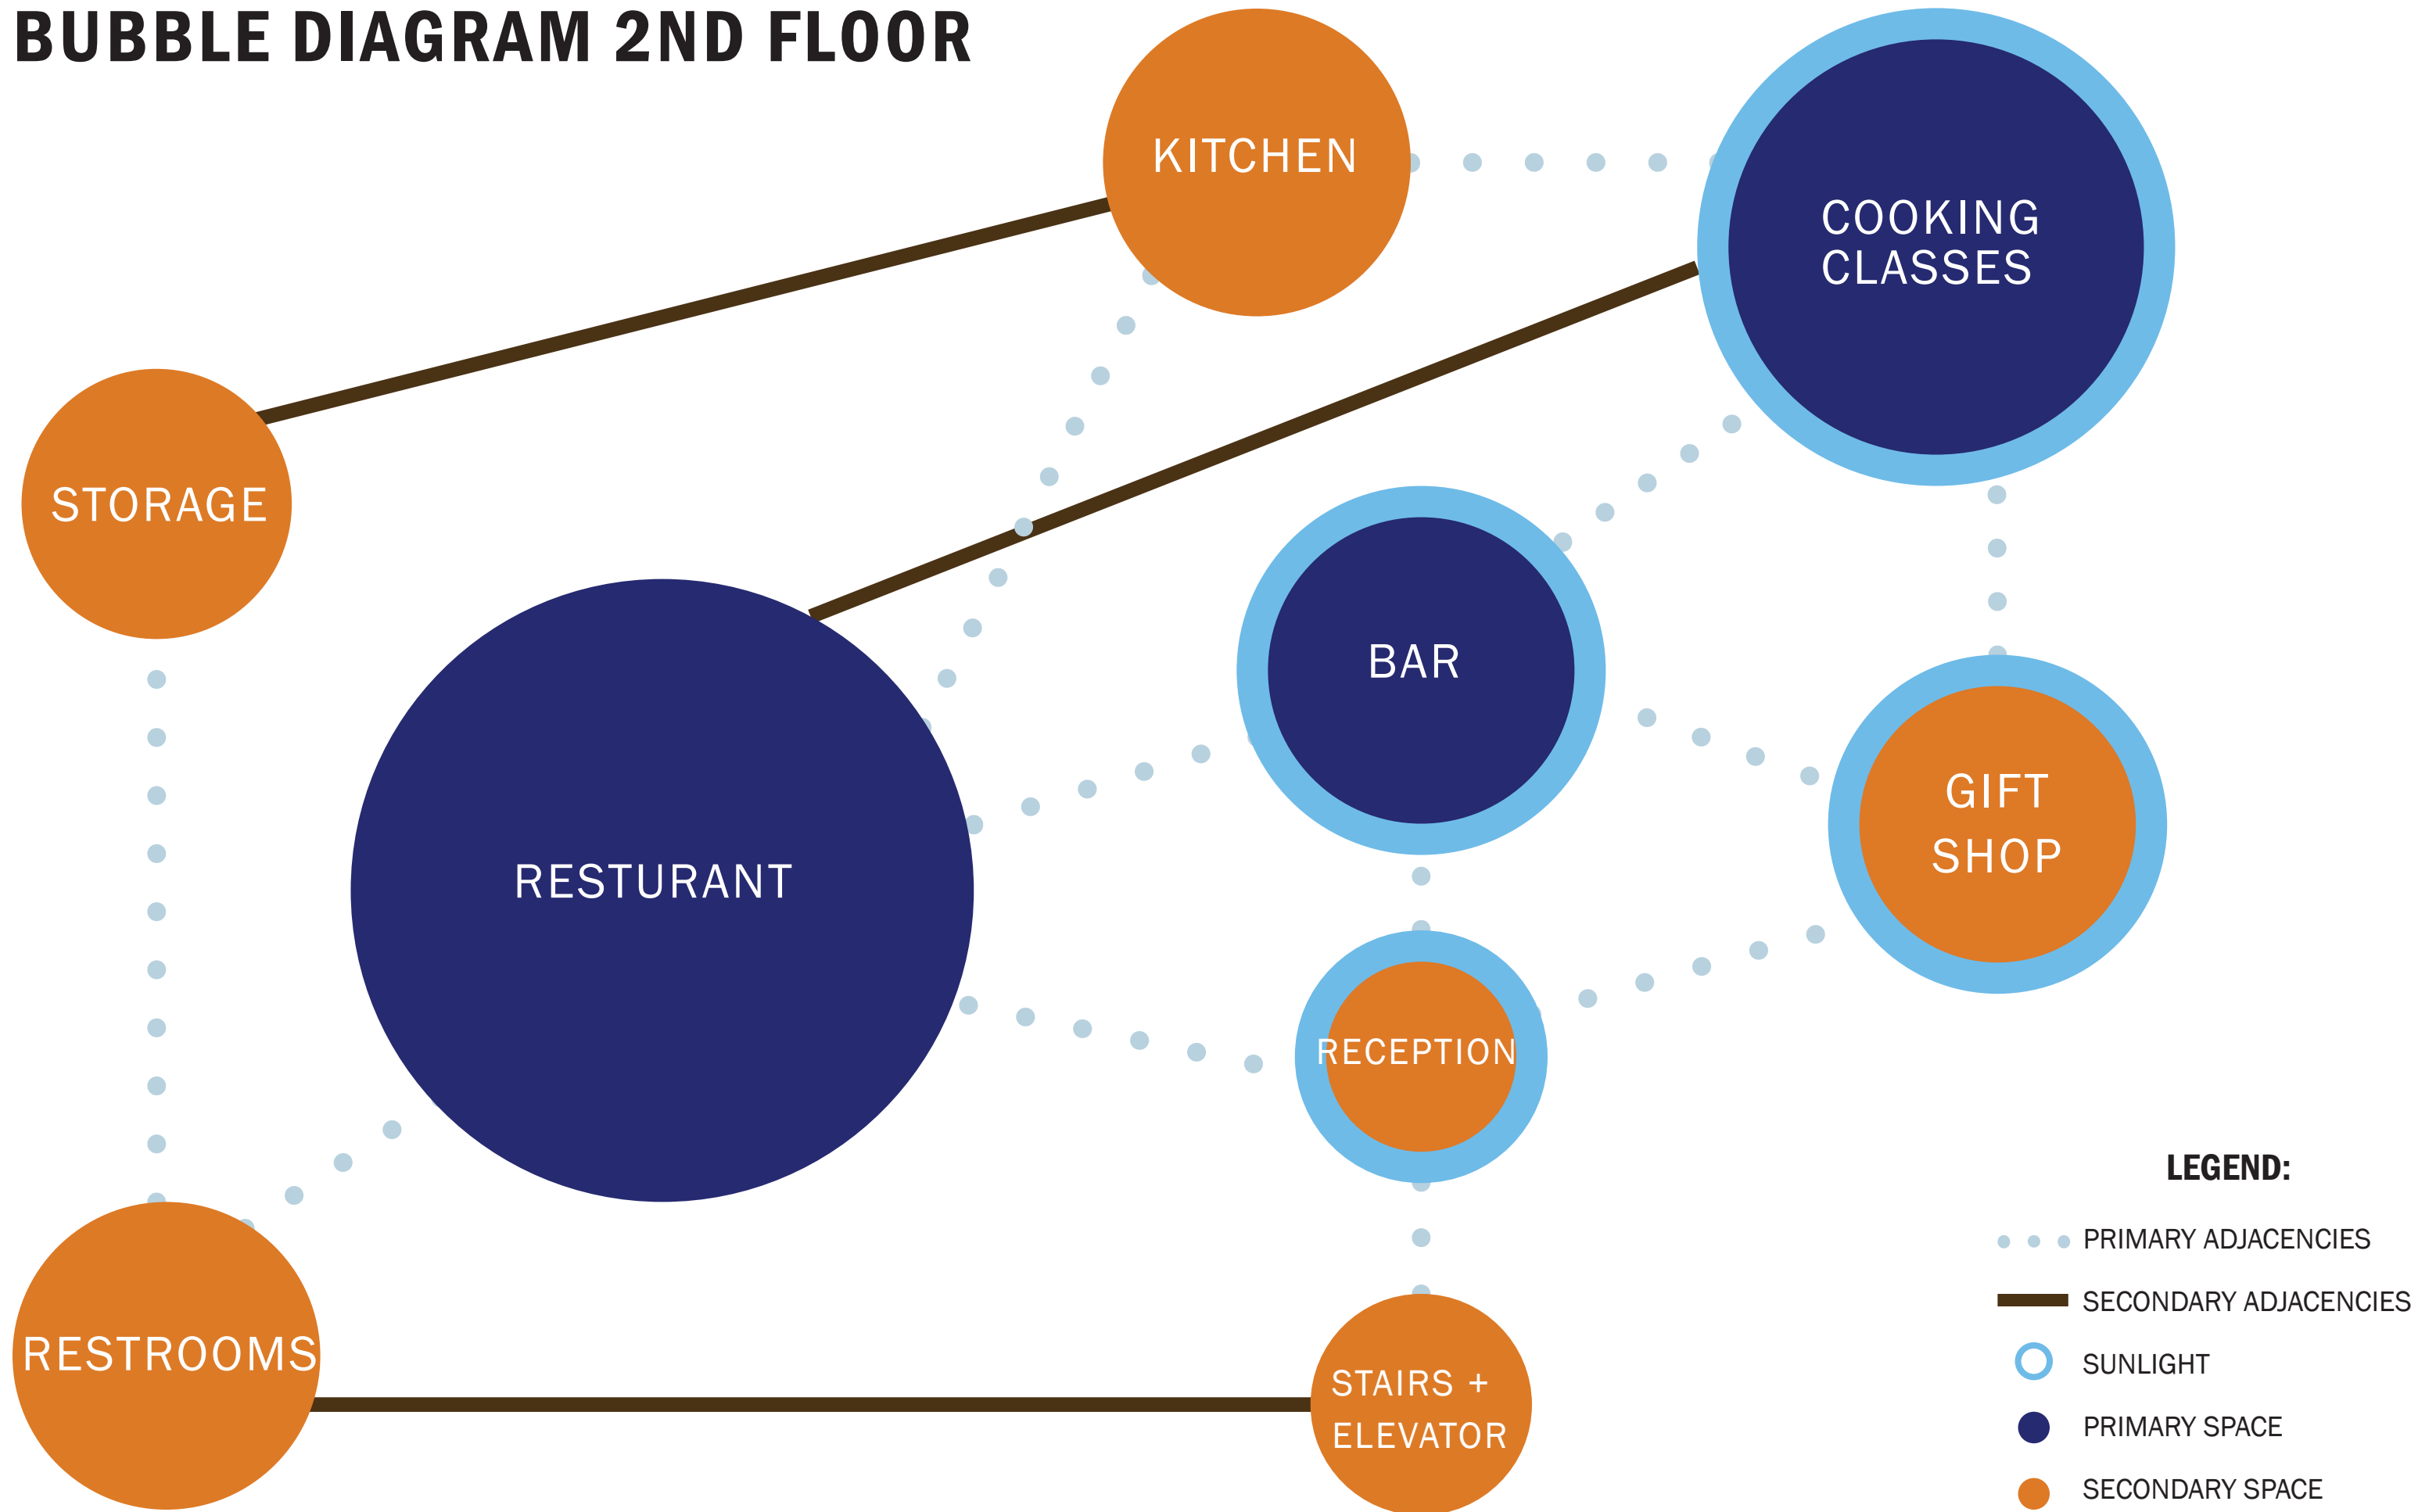 BUBBLE DIAGRAM 2ND FLOOR
KITCHEN
COOKING
CLASSES
STORAGE
BAR
RESTURANT
GIFT
SHOP
RECEPTION
RESTROOMS
STAIRS +
ELEVATOR
LEGEND:
PRIMARY ADJACENCIES
SECONDARY ADJACENCIES
SUNLIGHT
PRIMARY SPACE
SECONDARY SPACE